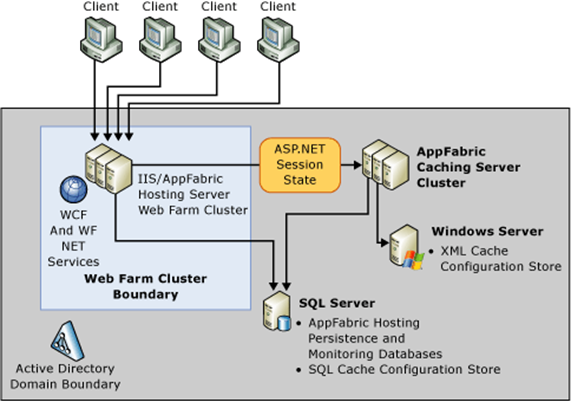 Client
Client
Client
Client
IIS/AppFabric
Hosting Server
Web Farm Cluster
WCF
And WF
NET
Services
Web Farm Cluster
Boundary
ASP.NET
Session
State
AppFabric
Caching Server
Cluster
Windows Server
• XML Cache
Configuration Store
SQL Server
• AppFabric Hosting
Persistence and
Monitoring Databases
• SQL Cache Configuration Store
Active Directory
Domain Boundary